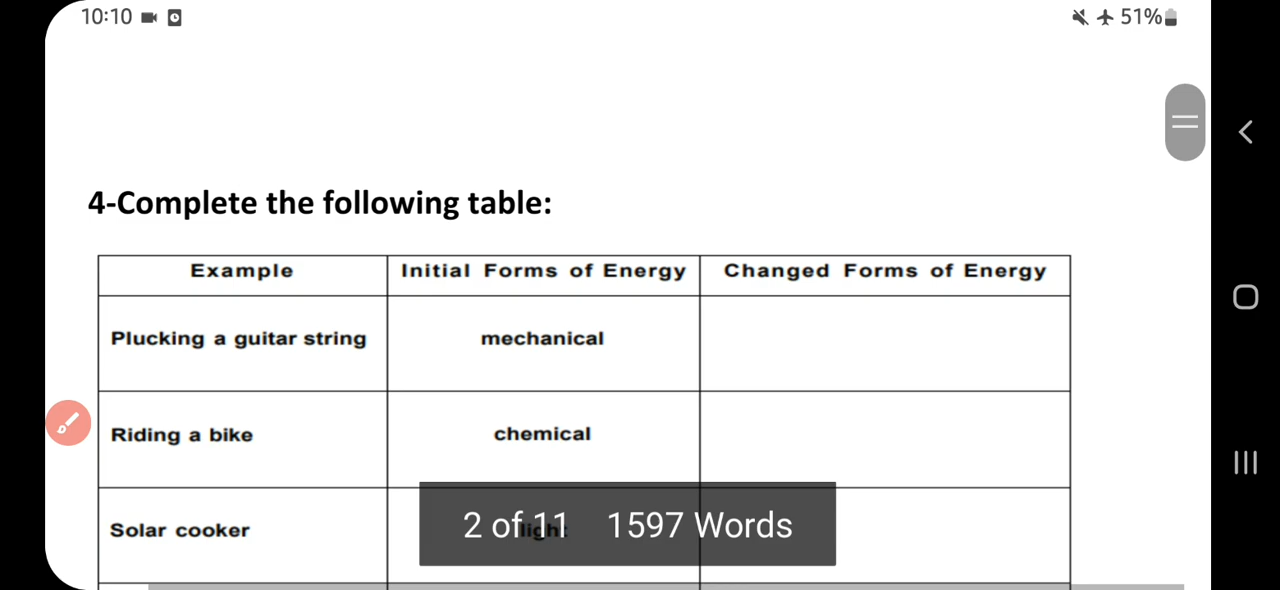 10:10 51%
4-Complete the following table:
Example Initial Forms of Energy Changed Forms of Energy
Plucking a guitar string mechanical
Riding a bike chemical
Solar cooker light
2 of 11 1597 Words